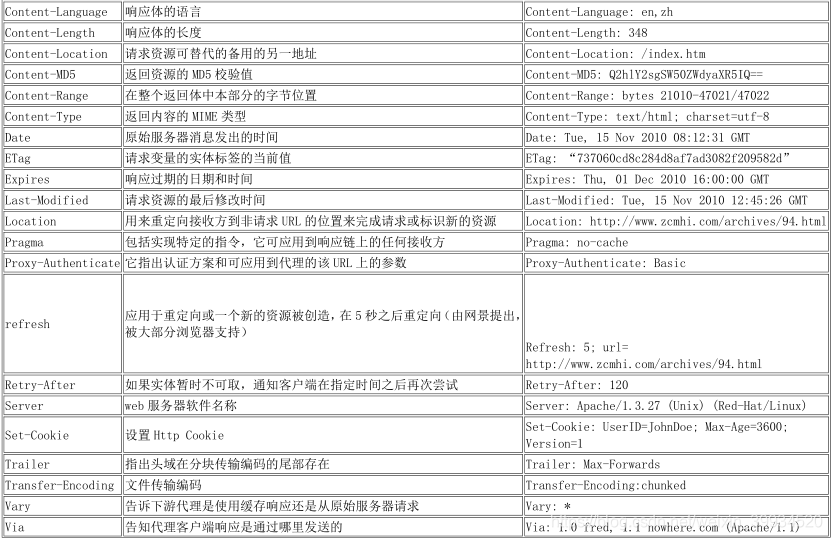 Content-Language 响应体的语言 Content-Language: en,zh
Content-Length 响应体的长度 Content-Length: 348
Content-Location 请求资源可替代的备用的另一地址 Content-Location: /index.htm
Content-MD5 返回资源的MD5校验值 Content-MD5: Q2hlY2sgSW50ZWdyaXR5IQ==
Content-Range 在整个返回体中本部分的字节位置 Content-Range: bytes 21010-47021/47022
Content-Type 返回内容的MIME类型 Content-Type: text/html; charset=utf-8
Date 原始服务器消息发出的时间 Date: Tue, 15 Nov 2010 08:12:31 GMT
ETag 请求变量的实体标签的当前值 ETag: “737060cd8c284d8af7ad3082f209582d”
Expires 响应过期的日期和时间 Expires: Thu, 01 Dec 2010 16:00:00 GMT
Last-Modified 请求资源的最后修改时间 Last-Modified: Tue, 15 Nov 2010 12:45:26 GMT
Location 用来重定向接收方到非请求URL的位置来完成请求或标识新的资源 Location: http://www.zcmhi.com/archives/94.html
Pragma 包括实现特定的指令，它可应用到响应链上的任何接收方 Pragma: no-cache
Proxy-Authenticate 它指出认证方案和可应用到代理的该URL上的参数 Proxy-Authenticate: Basic
refresh
应用于重定向或一个新的资源被创造，在5秒之后重定向（由网景提出，
被大部分浏览器支持）
Refresh: 5; url=
http://www.zcmhi.com/archives/94.html
Retry-After 如果实体暂时不可取，通知客户端在指定时间之后再次尝试 Retry-After: 120
Server web服务器软件名称 Server: Apache/1.3.27 (Unix) (Red-Hat/Linux)
Set-Cookie 设置Http Cookie
Set-Cookie: UserID=JohnDoe; Max-Age=3600;
Version=1
Trailer 指出头域在分块传输编码的尾部存在 Trailer: Max-Forwards
Transfer-Encoding 文件传输编码 Transfer-Encoding:chunked
Vary 告诉下游代理是使用缓存响应还是从原始服务器请求 Vary: *
Via 告知代理客户端响应是通过哪里发送的 Via: 1.0 fred, 1.1 nowhere.com (Apache/1.1)